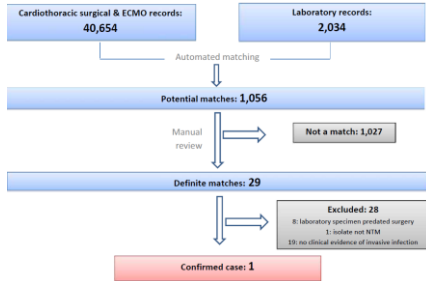 Cardiothoracic surgical & ECMO records:
40,654
Laboratory records:
2,034
Automated matching
Potential matches: 1,056
Manual
review
Not a match: 1,027
Definite matches: 29
Excluded: 28
8: laboratory specimen predated surgery
1: isolate not NTM
19: no clinical evidence of invasive infection
Confirmed case: 1